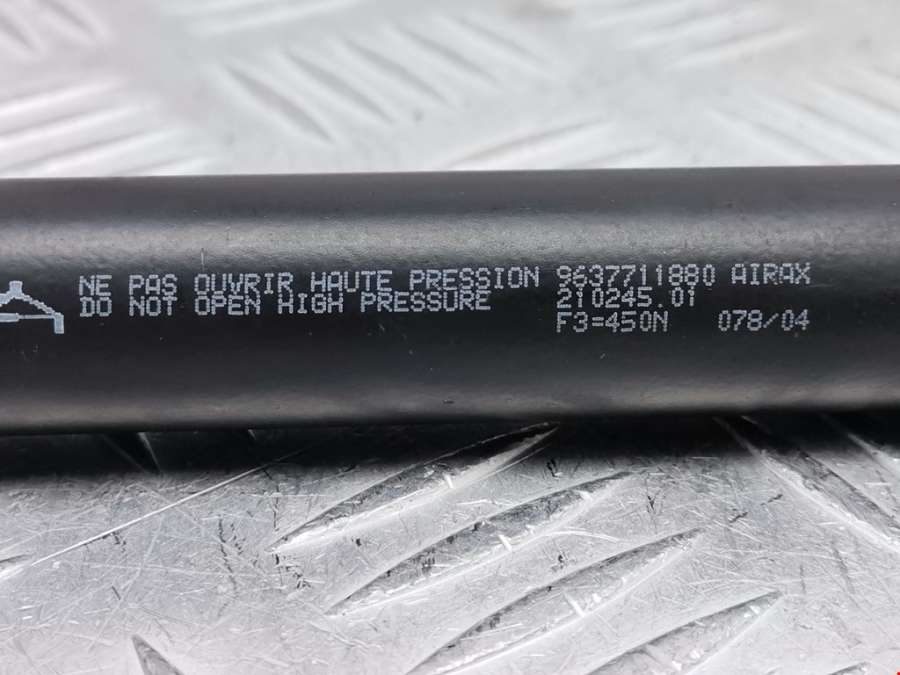 NE PAS OUVRIR HAUTE PRESSION 9637711880 AIRAX
DO NOT OPEN HIGH PRESSURE 210245.01
F3=450N 078/04